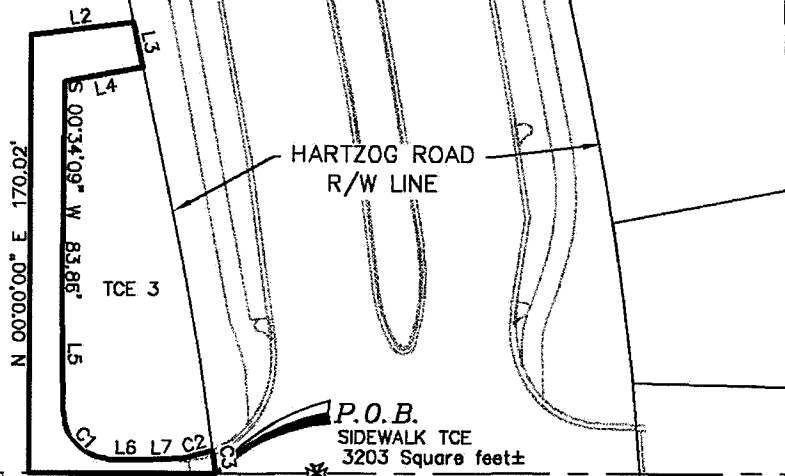 L2
L3
L4
S 00°34'09" W 83.86'
HARTZOG ROAD
R/W LINE
N 00°00'00" E 170.02'
TCE 3
L5
C1
L6
L7
C2
C3
P.O.B.
SIDEWALK TCE
3203 Square feet±